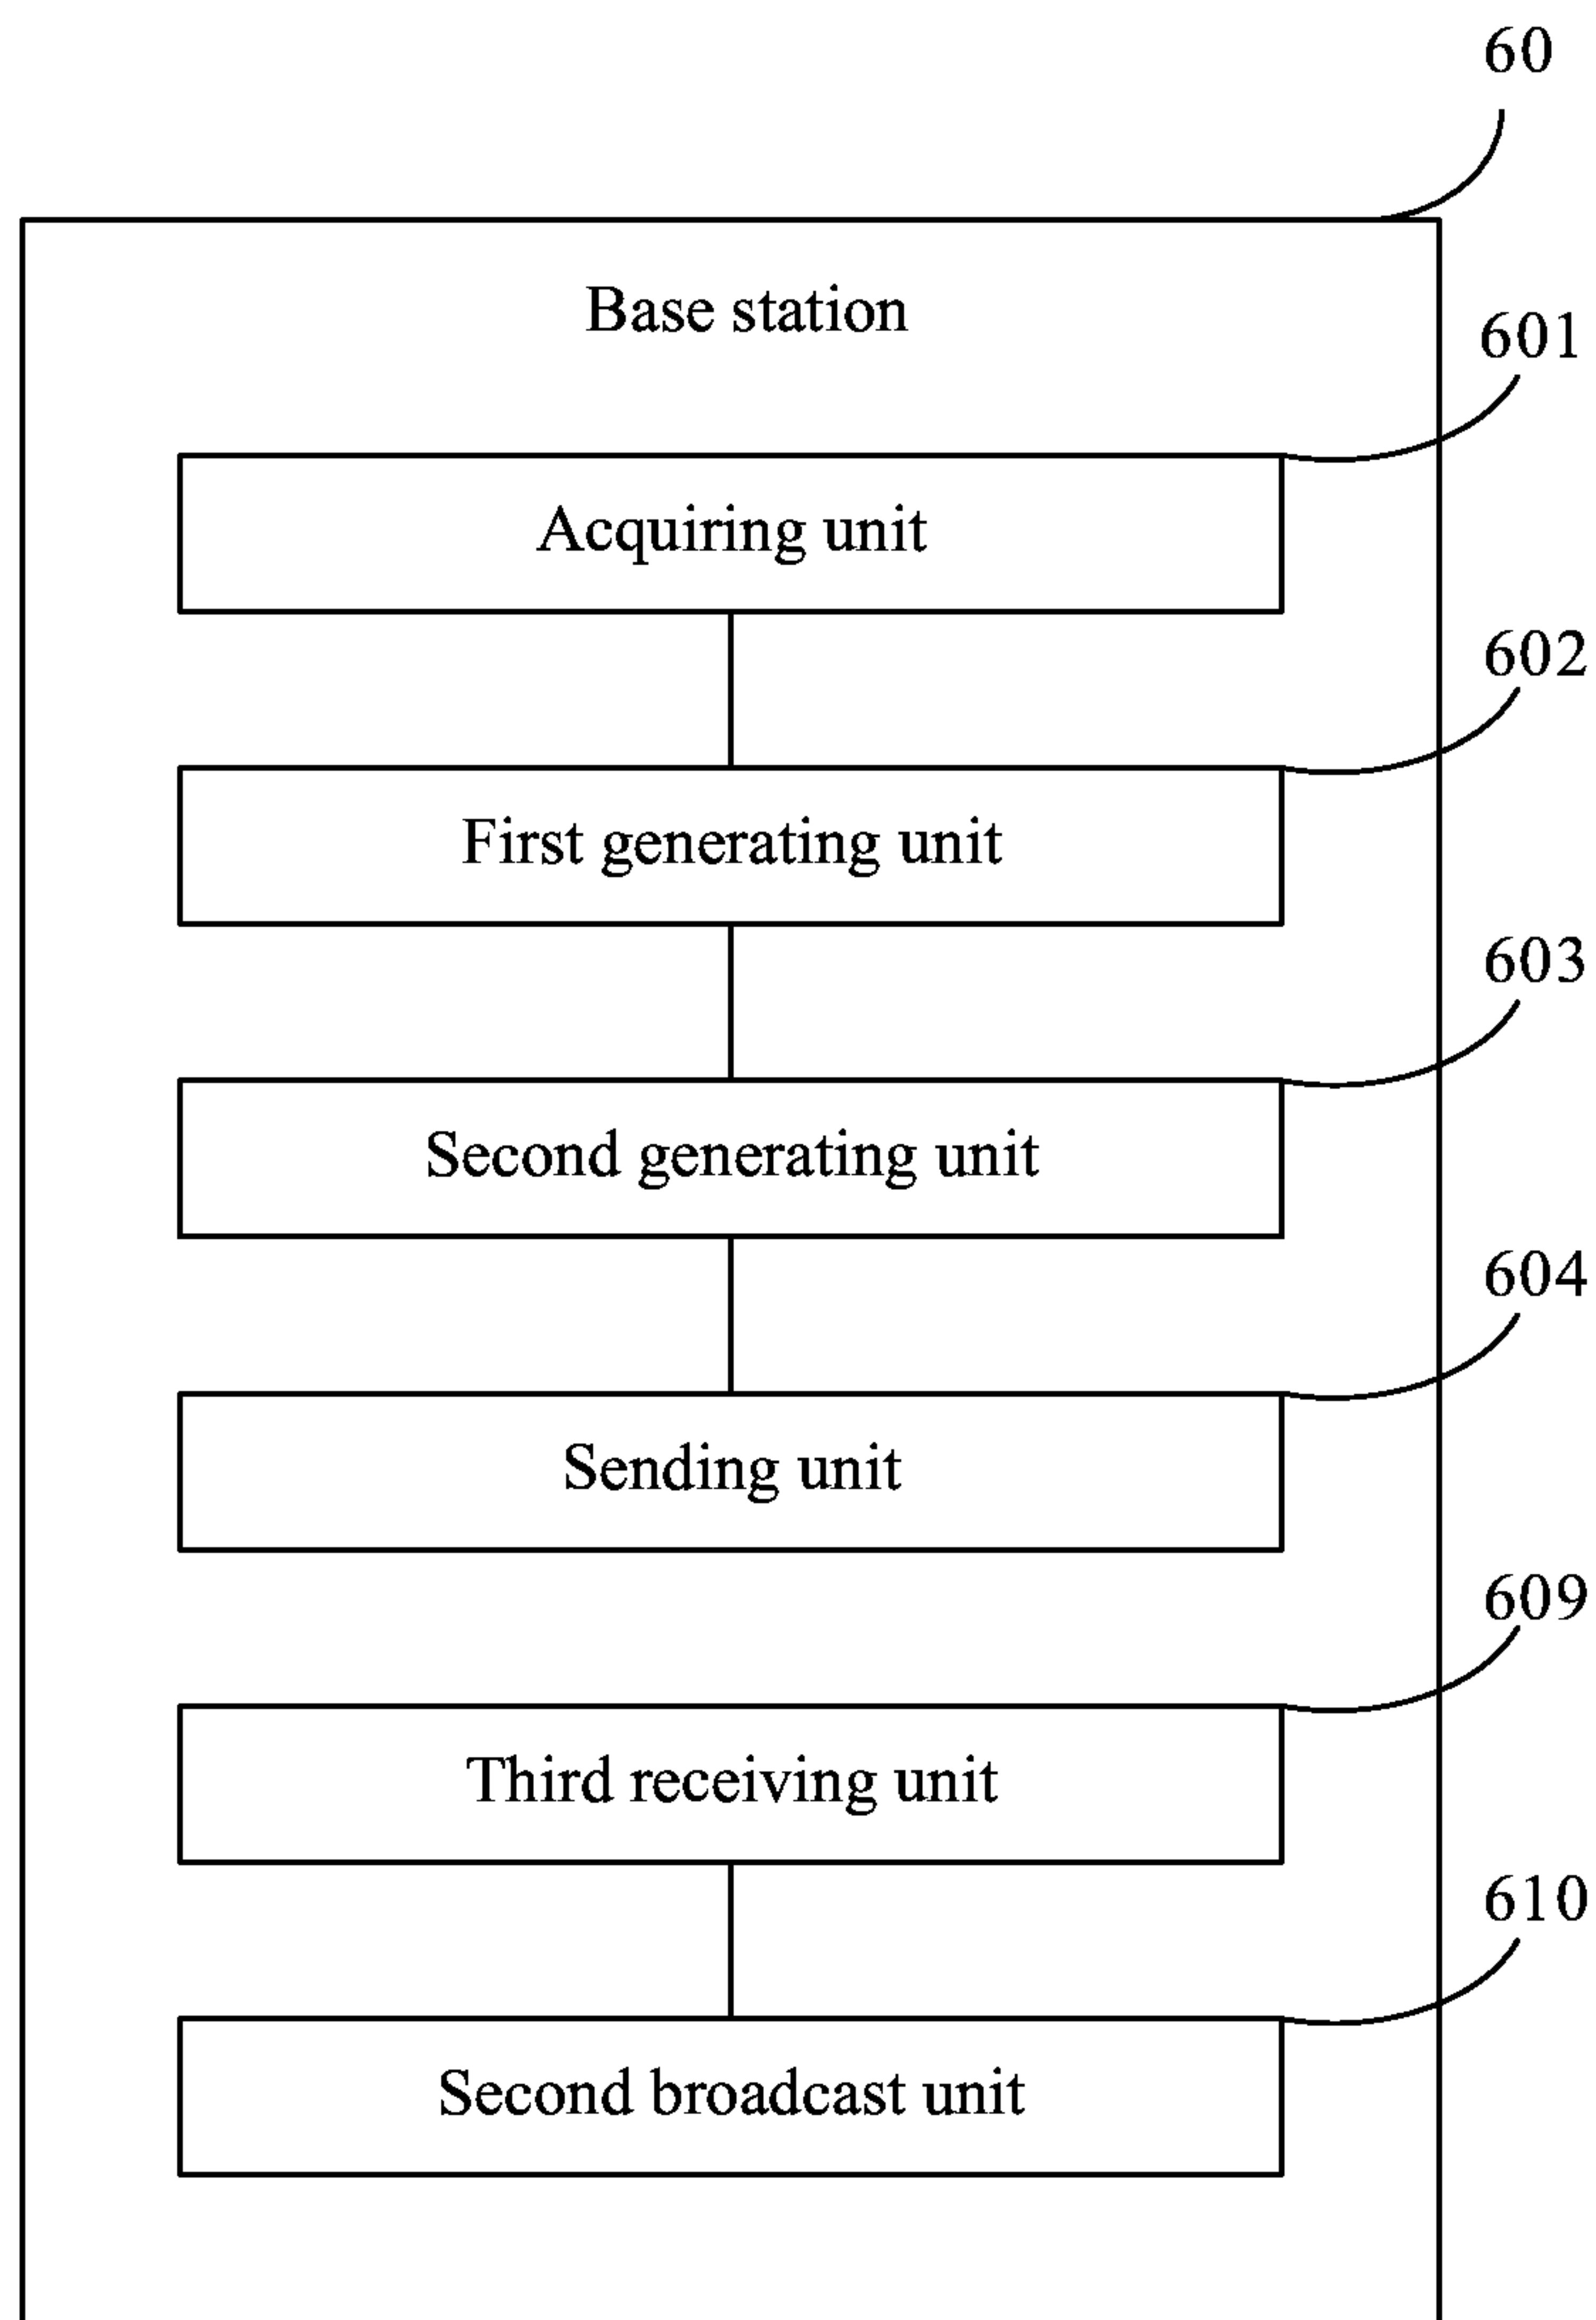 60
Base station
601
Acquiring unit
602
First generating unit
603
Second generating unit
604
Sending unit
609
Third receiving unit
610
Second broadcast unit